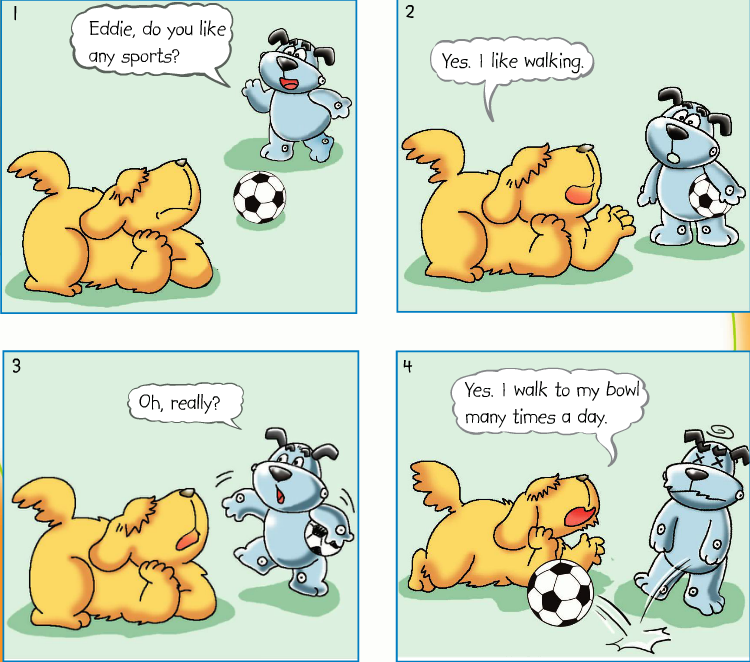 1
Eddie, do you like
any sports?
2
Yes. I like walking.
3
Oh, really?
4
Yes. I walk to my bowl
many times a day.